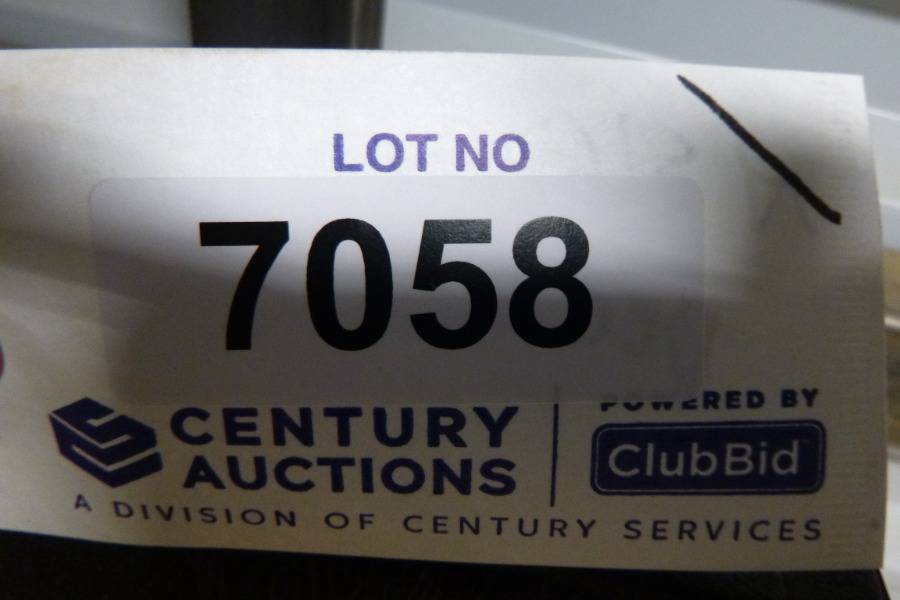 LOT NO
7058
CENTURY
AUCTIONS
A DIVISION OF CENTURY SERVICES
POWERED BY
ClubBid